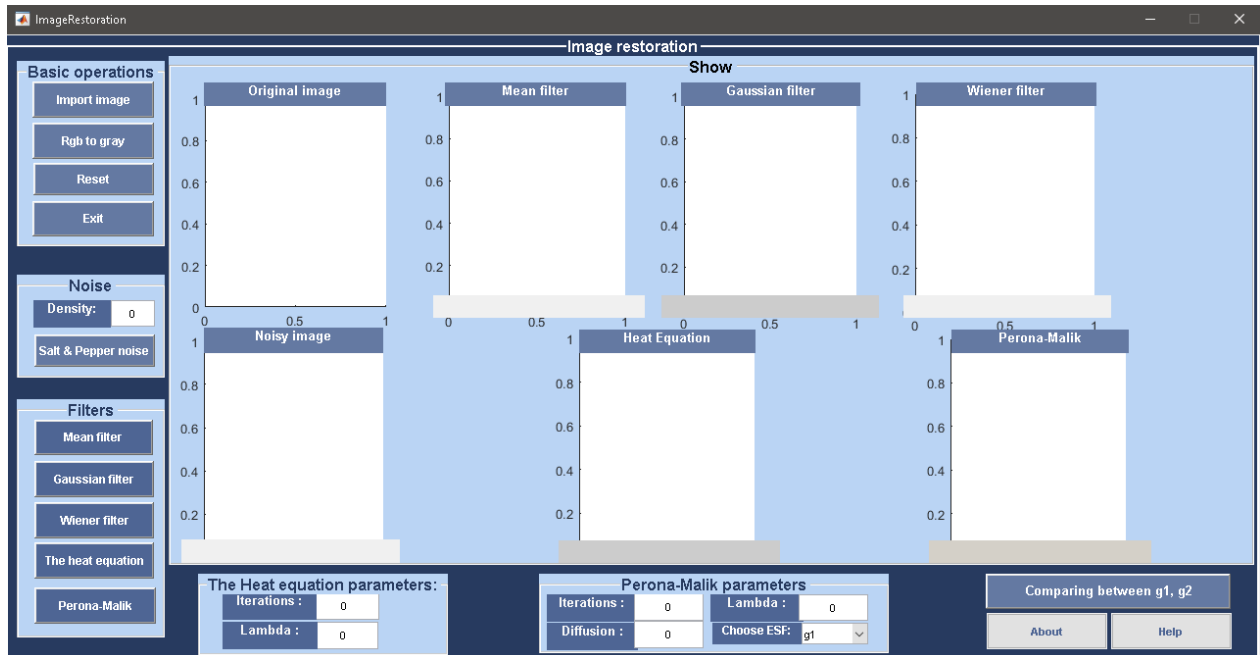 ImageRestoration
Image restoration
Basic operations
Import image
Rgb to gray
Reset
Exit
Noise
Density: 0
Salt & Pepper noise
Filters
Mean filter
Gaussian filter
Wiener filter
The heat equation
Perona-Malik
Show
Original image
1
0.8
0.6
0.4
0.2
0
0 0.5 1
Mean filter
1
0.8
0.6
0.4
0.2
0 0.5 1
Gaussian filter
1
0.8
0.6
0.4
0.2
0 0.5 1
Wiener filter
1
0.8
0.6
0.4
0.2
0 0.5 1
Noisy image
1
0.8
0.6
0.4
0.2
Heat Equation
1
0.8
0.6
0.4
0.2
Perona-Malik
1
0.8
0.6
0.4
0.2
The Heat equation parameters:
Iterations : 0
Lambda : 0
Perona-Malik parameters
Iterations : 0 Lambda : 0
Diffusion : 0 Choose ESF: g1
Comparing between g1, g2
About Help